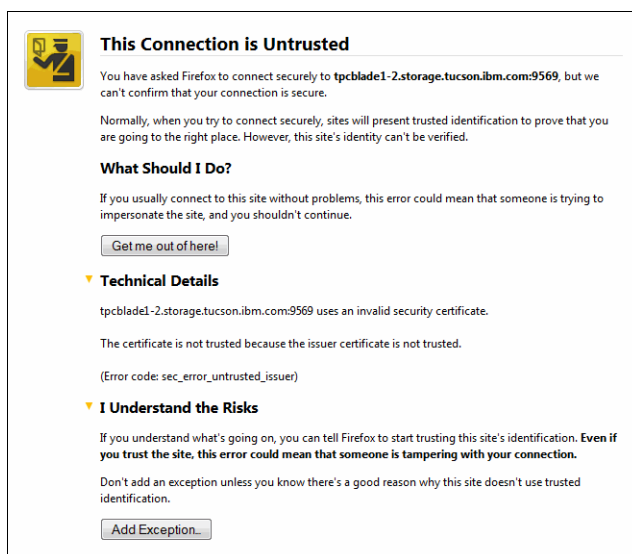 This Connection is Untrusted
You have asked Firefox to connect securely to tpcblade1-2.storage.tucson.ibm.com:9569, but we
can't confirm that your connection is secure.
Normally, when you try to connect securely, sites will present trusted identification to prove that you
are going to the right place. However, this site's identity can't be verified.
What Should I Do?
If you usually connect to this site without problems, this error could mean that someone is trying to
impersonate the site, and you shouldn't continue.
Get me out of here!
Technical Details
tpcblade1-2.storage.tucson.ibm.com:9569 uses an invalid security certificate.
The certificate is not trusted because the issuer certificate is not trusted.
(Error code: sec_error_untrusted_issuer)
I Understand the Risks
If you understand what's going on, you can tell Firefox to start trusting this site's identification. Even if
you trust the site, this error could mean that someone is tampering with your connection.
Don't add an exception unless you know there's a good reason why this site doesn't use trusted
identification.
Add Exception...